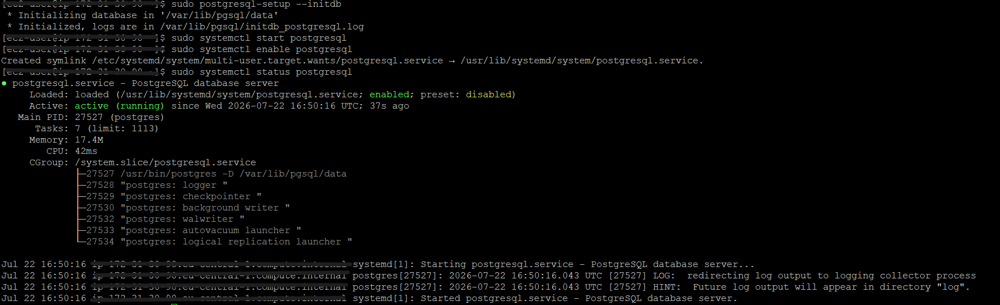 $ sudo postgresql-setup --initdb
* Initializing database in '/var/lib/pgsql/data'
* Initialized, logs are in /var/lib/pgsql/initdb_postgresql.log
]$ sudo systemctl start postgresql
]$ sudo systemctl enable postgresql
Created symlink /etc/systemd/system/multi-user.target.wants/postgresql.service → /usr/lib/systemd/system/postgresql.service.
]$ sudo systemctl status postgresql
● postgresql.service - PostgreSQL database server
Loaded: loaded (/usr/lib/systemd/system/postgresql.service; enabled; preset: disabled)
Active: active (running) since Wed 2026-07-22 16:50:16 UTC; 37s ago
Main PID: 27527 (postgres)
Tasks: 7 (limit: 1113)
Memory: 17.4M
CPU: 42ms
CGroup: /system.slice/postgresql.service
├─27527 /usr/bin/postgres -D /var/lib/pgsql/data
├─27528 "postgres: logger "
├─27529 "postgres: checkpointer "
├─27530 "postgres: background writer "
├─27532 "postgres: walwriter "
├─27533 "postgres: autovacuum launcher "
└─27534 "postgres: logical replication launcher "
Jul 22 16:50:16 systemd[1]: Starting postgresql.service - PostgreSQL database server...
Jul 22 16:50:16 postgres[27527]: 2026-07-22 16:50:16.043 UTC [27527] LOG:  redirecting log output to logging collector process
Jul 22 16:50:16 postgres[27527]: 2026-07-22 16:50:16.043 UTC [27527] HINT:  Future log output will appear in directory "log".
Jul 22 16:50:16 systemd[1]: Started postgresql.service - PostgreSQL database server.